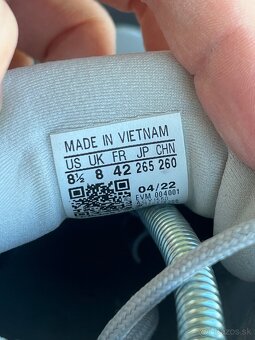 MADE IN VIETNAM
US UK FR JP CHN
8½ 8 42 265 260
04/22
EVM 004001